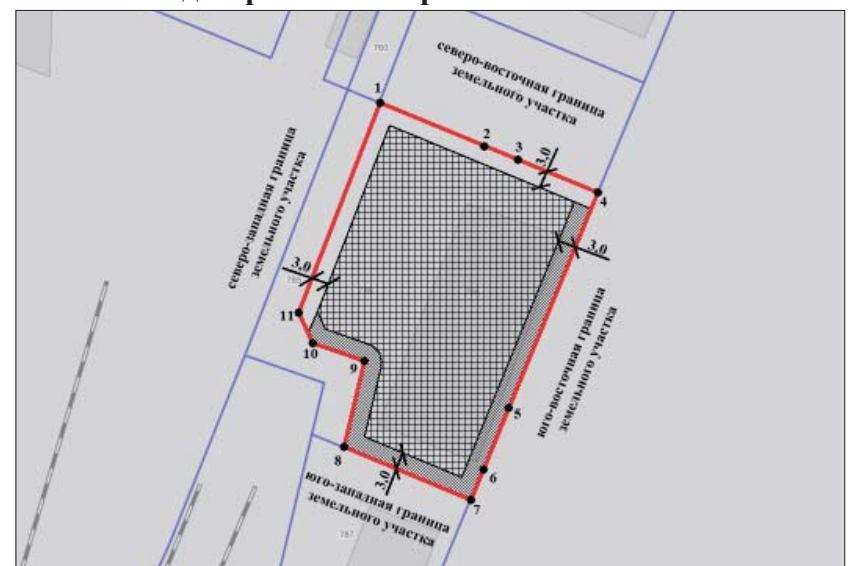 760
северо-восточная граница
земельного участка
1
2
3
3,0
4
северо-западная граница
земельного участка
3,0
3,0
11
10
9
юго-восточная граница
земельного участка
5
8
6
3,0
7
юго-западная граница
земельного участка
787